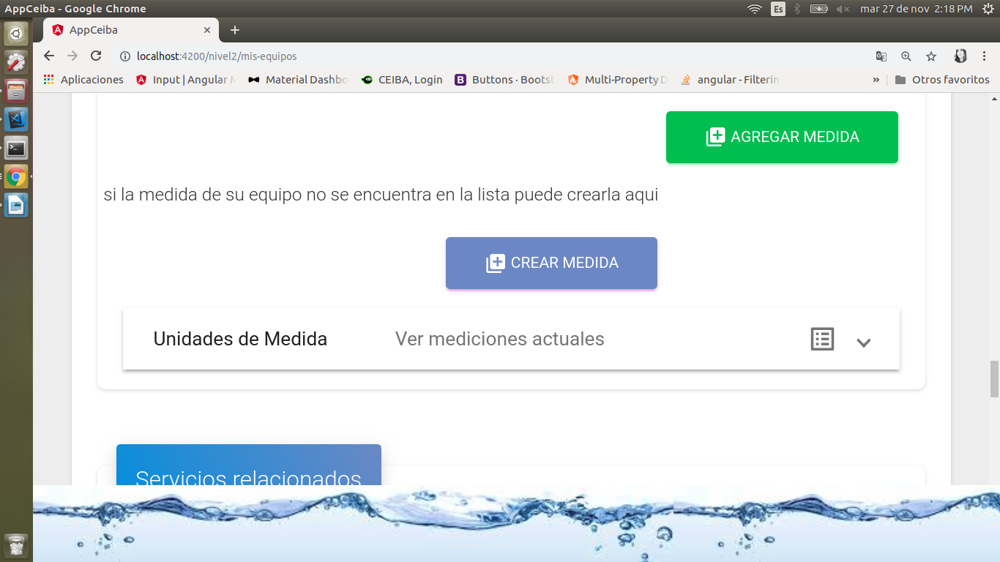 AppCeiba - Google Chrome
Es
mar 27 de nov 2:18 PM
AppCeiba
localhost:4200/nivel2/mis-equipos
Aplicaciones
Input | Angular
Material Dashbo
CEIBA, Login
Buttons · Boots
Multi-Property D
angular - Filterin
»
Otros favoritos
AGREGAR MEDIDA
si la medida de su equipo no se encuentra en la lista puede crearla aqui
CREAR MEDIDA
Unidades de Medida
Ver mediciones actuales
Servicios relacionados